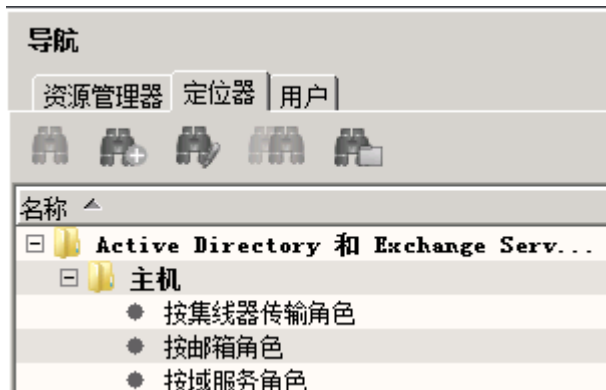 导航
资源管理器 定位器 用户
名称
Active Directory 和 Exchange Serv...
主机
按集线器传输角色
按邮箱角色
按域服务角色